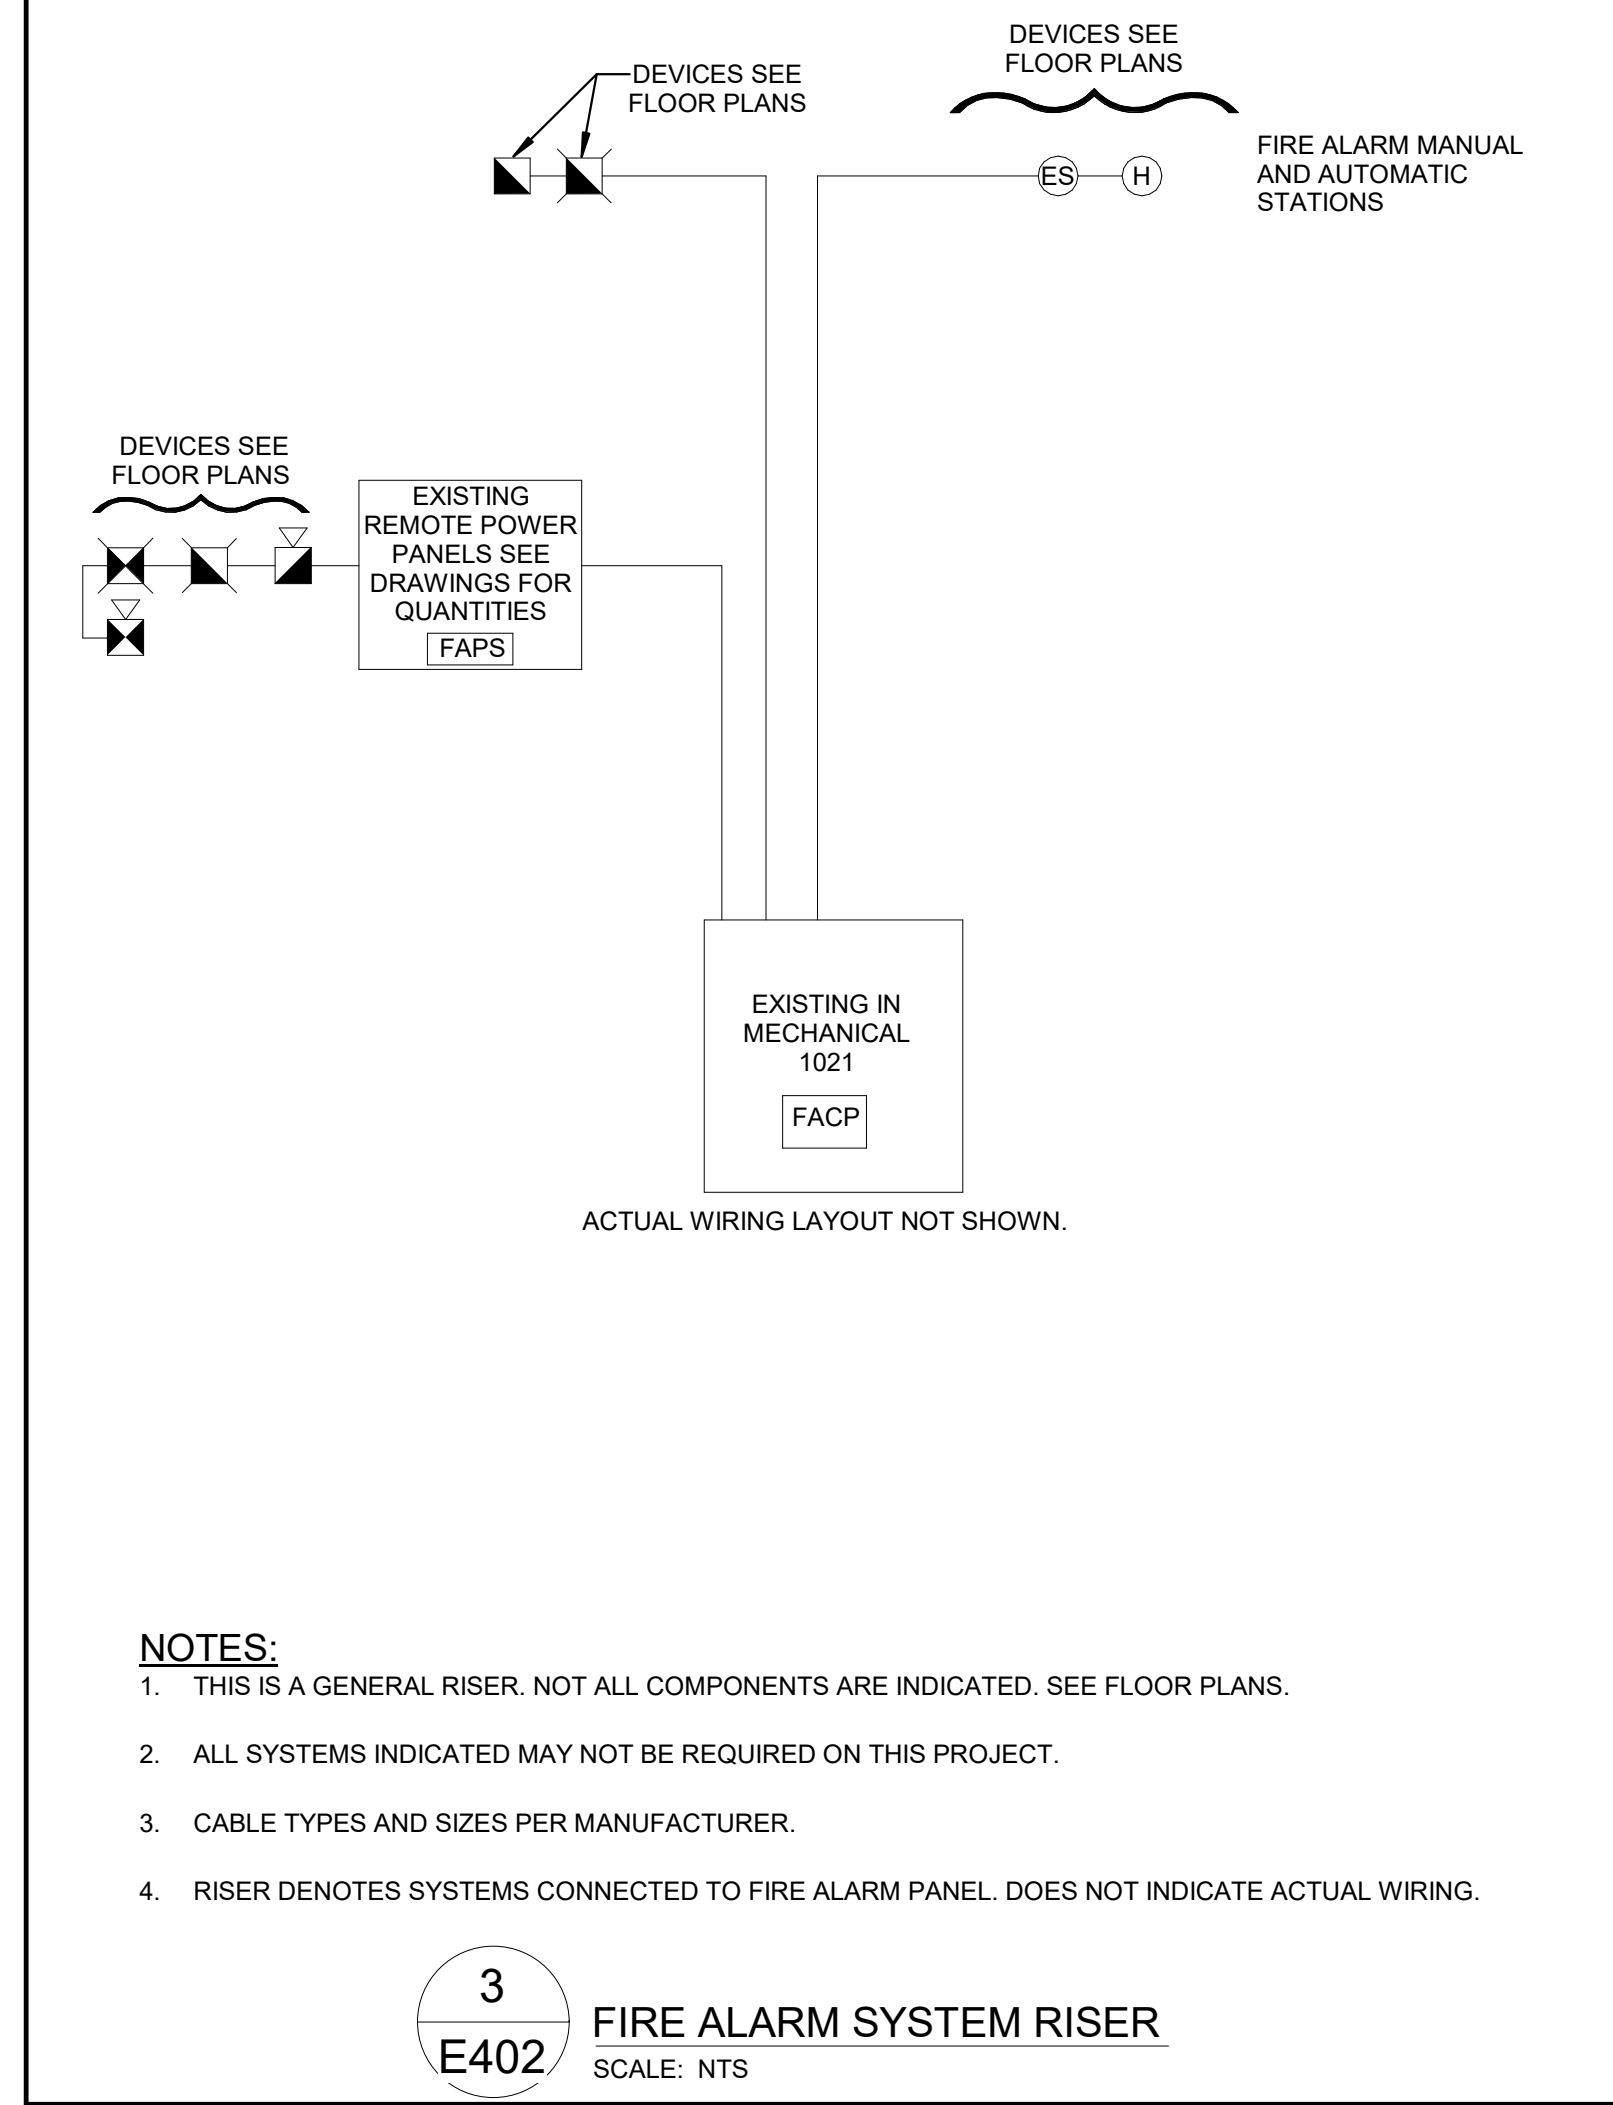 DEVICES SEE
FLOOR PLANS
DEVICES SEE
FLOOR PLANS
ES
H
FIRE ALARM MANUAL
AND AUTOMATIC
STATIONS
DEVICES SEE
FLOOR PLANS
EXISTING
REMOTE POWER
PANELS SEE
DRAWINGS FOR
QUANTITIES
FAPS
EXISTING IN
MECHANICAL
1021
FACP
ACTUAL WIRING LAYOUT NOT SHOWN.
NOTES:
1. THIS IS A GENERAL RISER. NOT ALL COMPONENTS ARE INDICATED. SEE FLOOR PLANS.
2. ALL SYSTEMS INDICATED MAY NOT BE REQUIRED ON THIS PROJECT.
3. CABLE TYPES AND SIZES PER MANUFACTURER.
4. RISER DENOTES SYSTEMS CONNECTED TO FIRE ALARM PANEL. DOES NOT INDICATE ACTUAL WIRING.
3
E402
FIRE ALARM SYSTEM RISER
SCALE: NTS